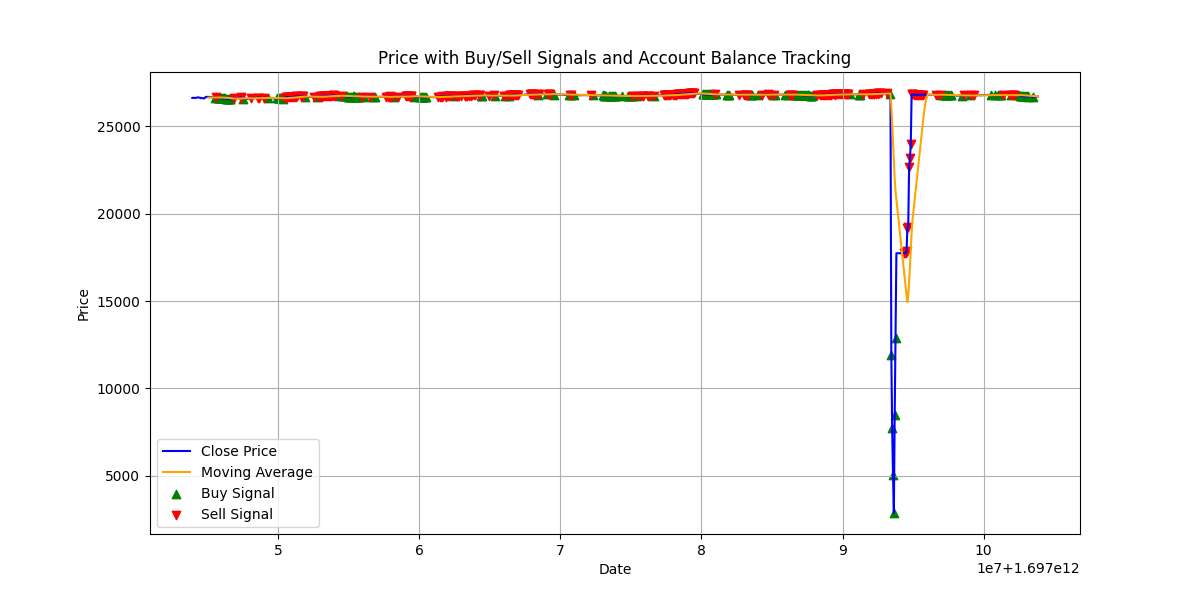 Price with Buy/Sell Signals and Account Balance Tracking
Price
25000
20000
15000
10000
5000
Close Price
Moving Average
Buy Signal
Sell Signal
5 6 7 8 9 10
Date
1e7+1.697e12